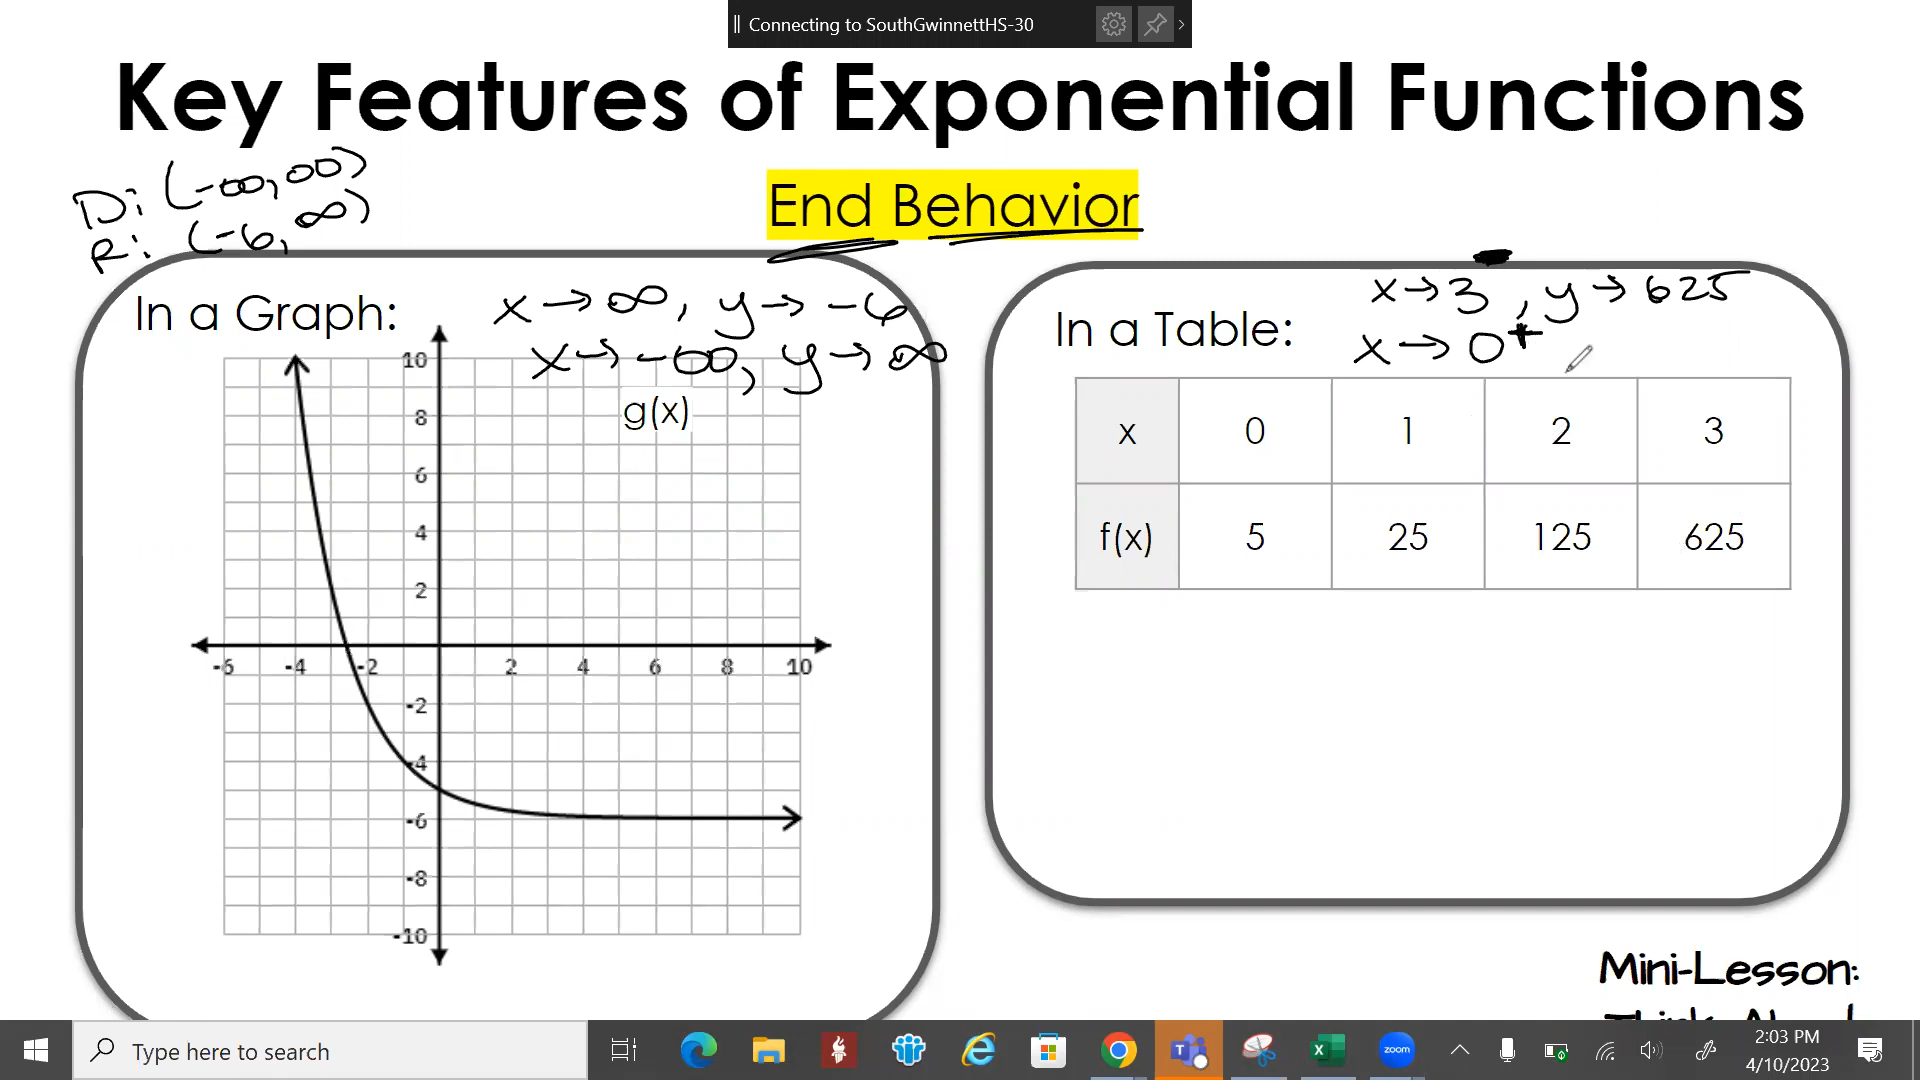 Connecting to SouthGwinnettHS-30
Key Features of Exponential Functions
D: (-∞,∞)
R: (-6, ∞)
End Behavior
In a Graph:
x→∞, y→ -6
x→-∞, y→ ∞
g(x)
10
8
6
4
2
-6 -4 -2 2 4 6 8 10
-2
-4
-6
-8
-10
In a Table:
x→3, y→625
x→0+
x 0 1 2 3
f(x) 5 25 125 625
Mini-Lesson:
Type here to search
zoom
2:03 PM
4/10/2023